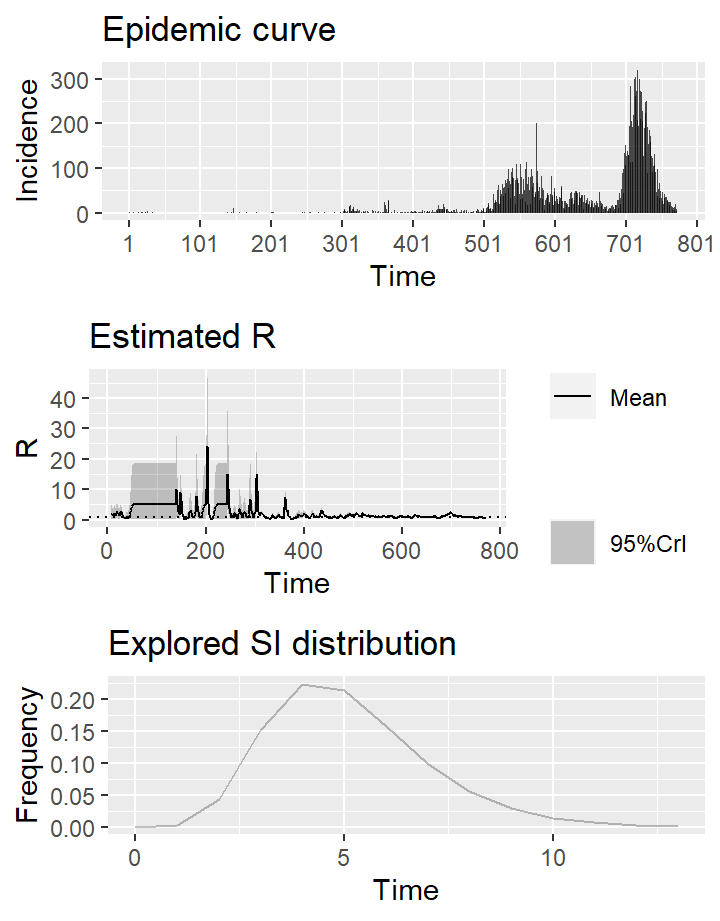 Epidemic curve
Incidence
300
200
100
0
1 101 201 301 401 501 601 701 801
Time
Estimated R
R
40
30
20
10
0
0 200 400 600 800
Time
Mean
95%CrI
Explored SI distribution
Frequency
0.20
0.15
0.10
0.05
0.00
0 5 10
Time